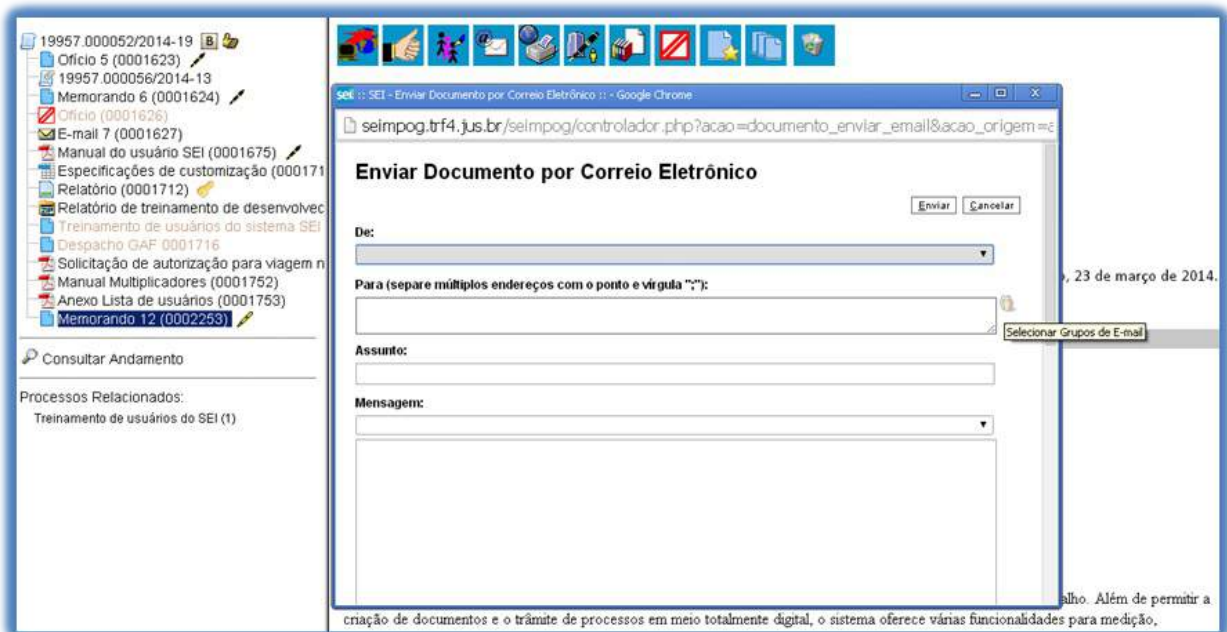 19957.000052/2014-19 B
Ofício 5 (0001623)
19957.000056/2014-13
Memorando 6 (0001624)
Ofício (0001626)
E-mail 7 (0001627)
Manual do usuário SEI (0001675)
Especificações de customização (000171
Relatório (0001712)
Relatório de treinamento de desenvolvec
Treinamento de usuários do sistema SEI
Despacho GAF 0001716
Solicitação de autorização para viagem n
Manual Multiplicadores (0001752)
Anexo Lista de usuários (0001753)
Memorando 12 (0002253)
Consultar Andamento
Processos Relacionados:
Treinamento de usuários do SEI (1)
sei :: SEI - Enviar Documento por Correio Eletrônico :: - Google Chrome
seimpog.trf4.jus.br/seimpog/controlador.php?acao=documento_enviar_email&acao_origem=a
Enviar Documento por Correio Eletrônico
Enviar Cancelar
De:
Para (separe múltiplos endereços com o ponto e vírgula ";"):
Selecionar Grupos de E-mail
Assunto:
Mensagem:
, 23 de março de 2014.
alho. Além de permitir a
criação de documentos e o trâmite de processos em meio totalmente digital, o sistema oferece várias funcionalidades para medição,